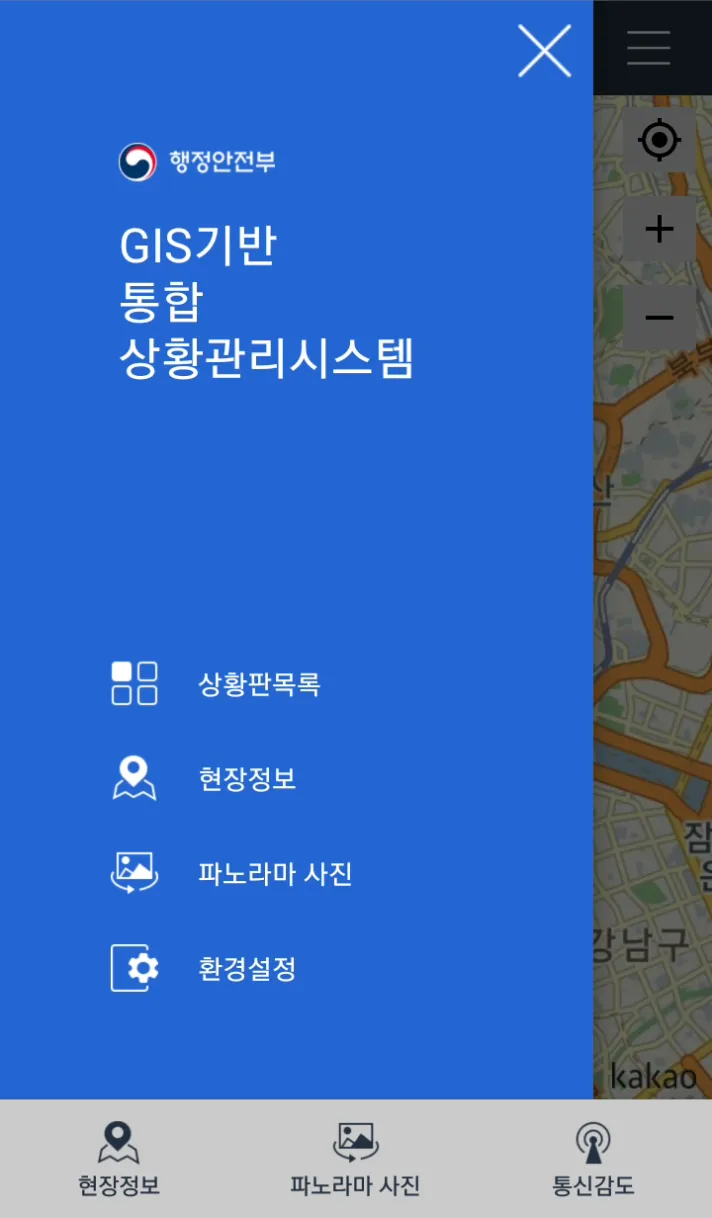 행정안전부
GIS기반
통합
상황관리시스템
상황판목록
현장정보
파노라마 사진
환경설정
북부
산
잠
강남구
kakao
현장정보
파노라마 사진
통신감도